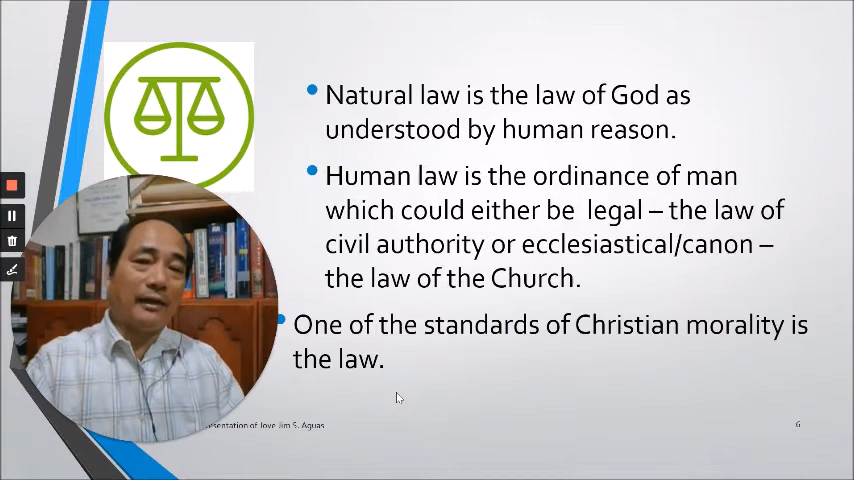 Natural law is the law of God as
understood by human reason.
Human law is the ordinance of man
which could either be legal – the law of
civil authority or ecclesiastical/canon –
the law of the Church.
One of the standards of Christian morality is
the law.
esentation of Jove Jim S. Aguas
6